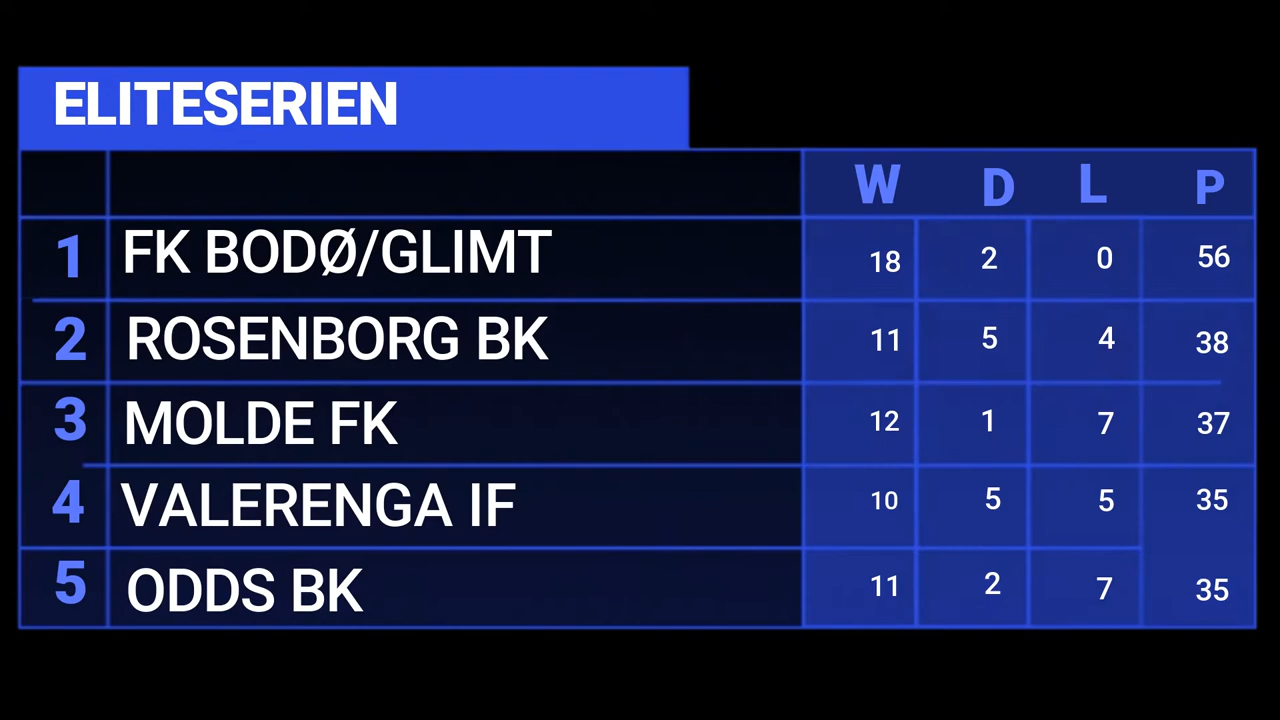 ELITESERIEN
W D L P
1 FK BODØ/GLIMT 18 2 0 56
2 ROSENBORG BK 11 5 4 38
3 MOLDE FK 12 1 7 37
4 VALERENGA IF 10 5 5 35
5 ODDS BK 11 2 7 35